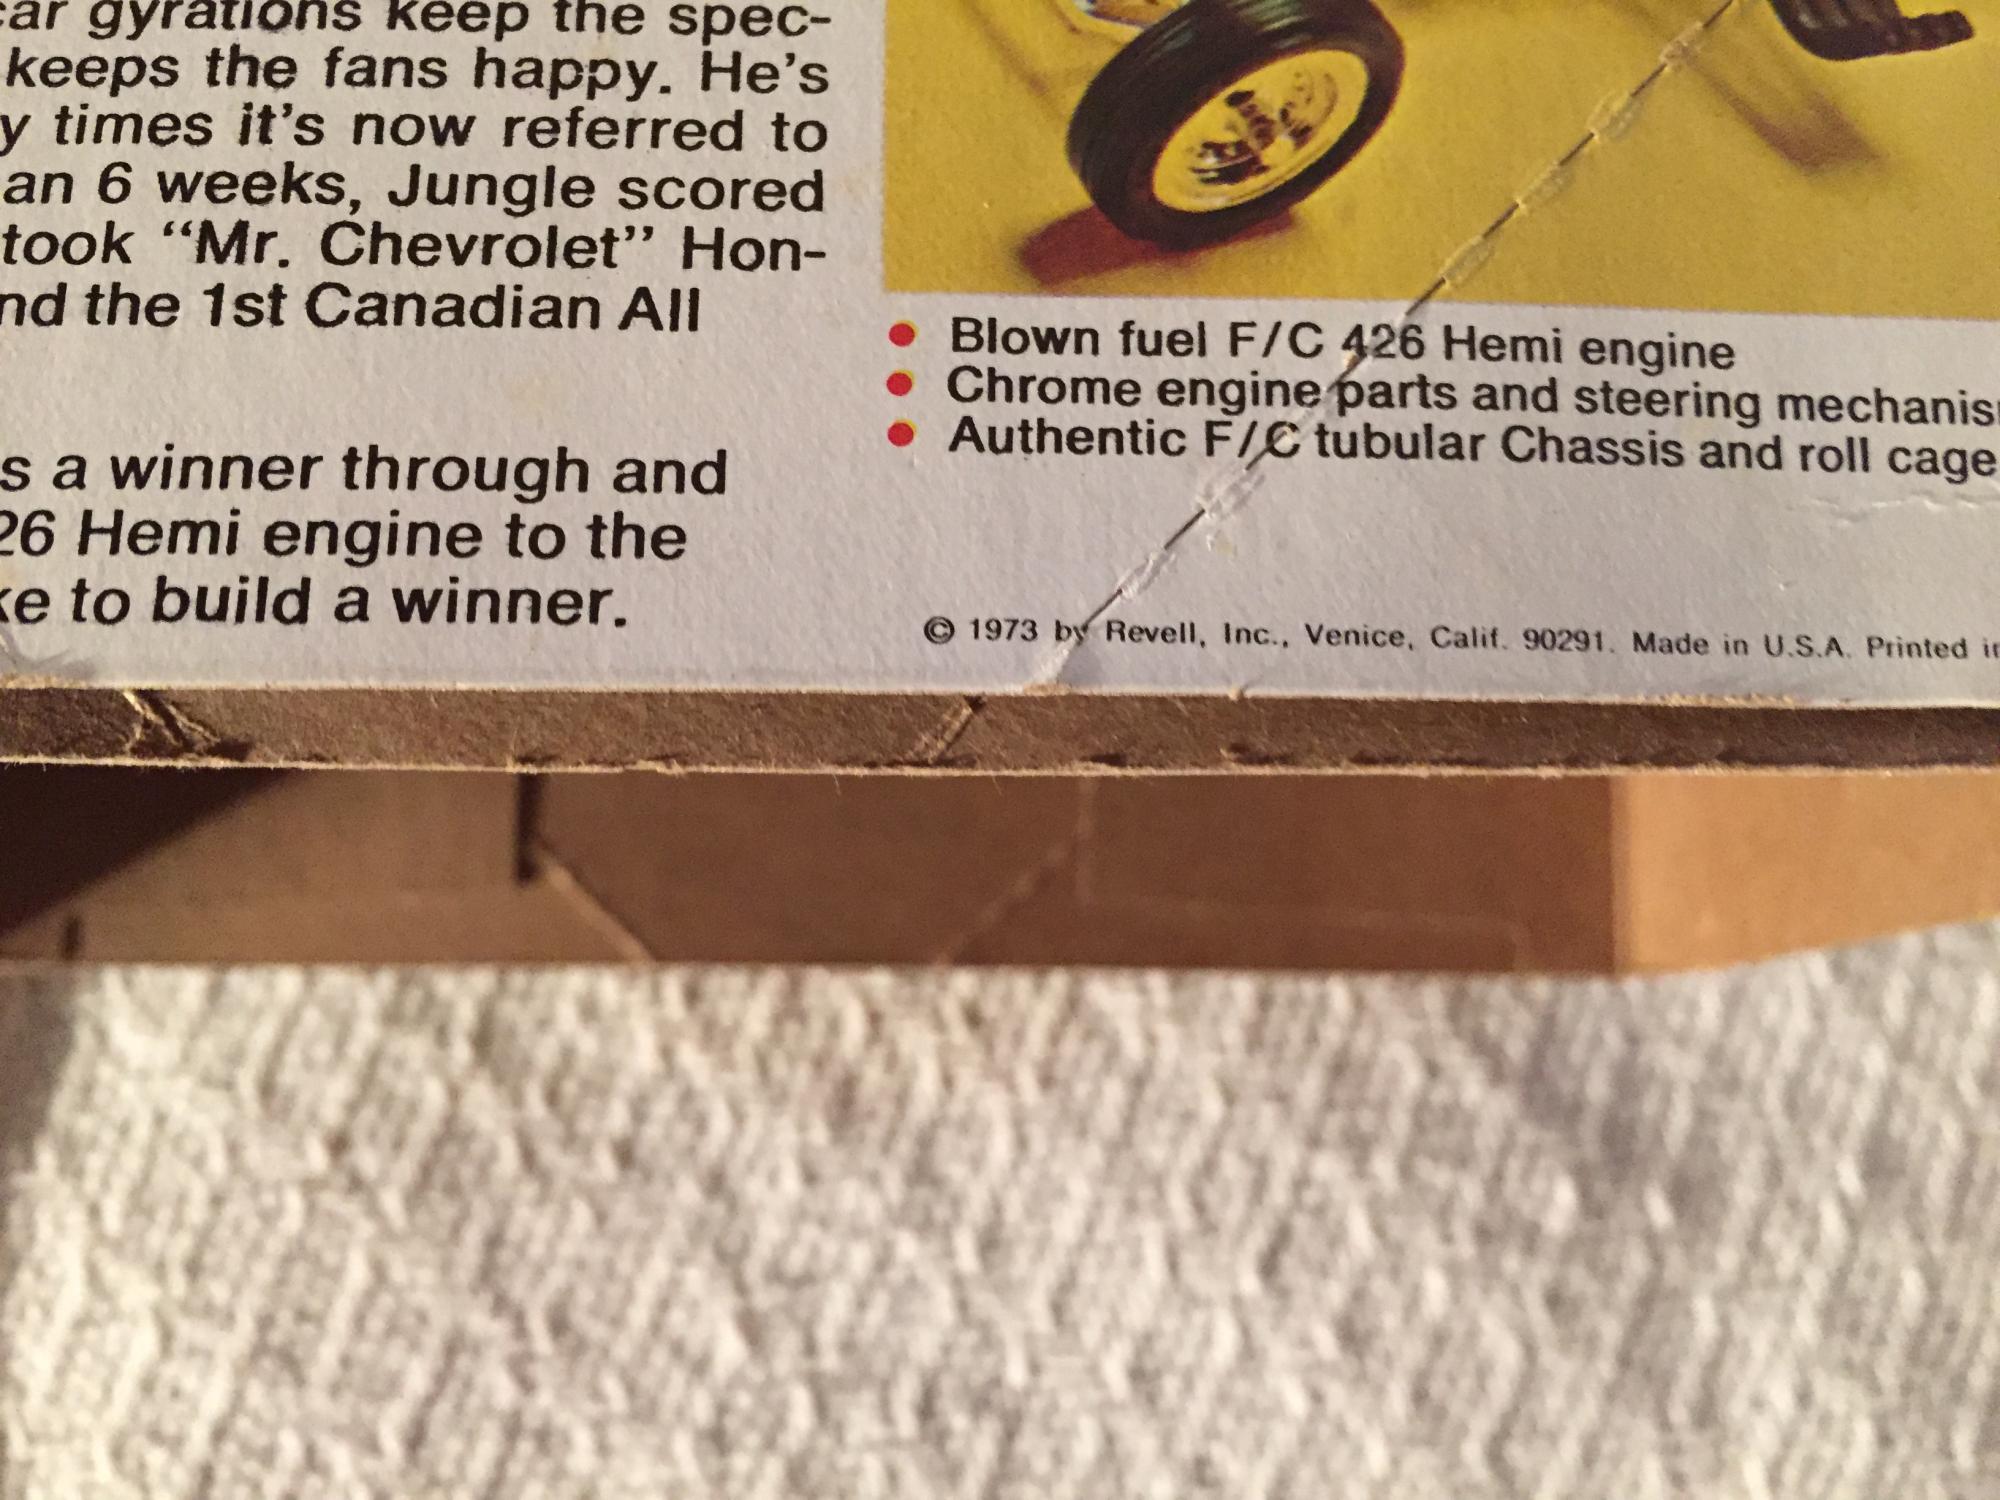 car gyrations keep the spec-
keeps the fans happy. He's
y times it's now referred to
an 6 weeks, Jungle scored
took “Mr. Chevrolet” Hon-
nd the 1st Canadian All
s a winner through and
26 Hemi engine to the
ke to build a winner.
• Blown fuel F/C 426 Hemi engine
• Chrome engine parts and steering mechanis
• Authentic F/C tubular Chassis and roll cage
© 1973 by Revell, Inc., Venice, Calif. 90291. Made in U.S.A. Printed in